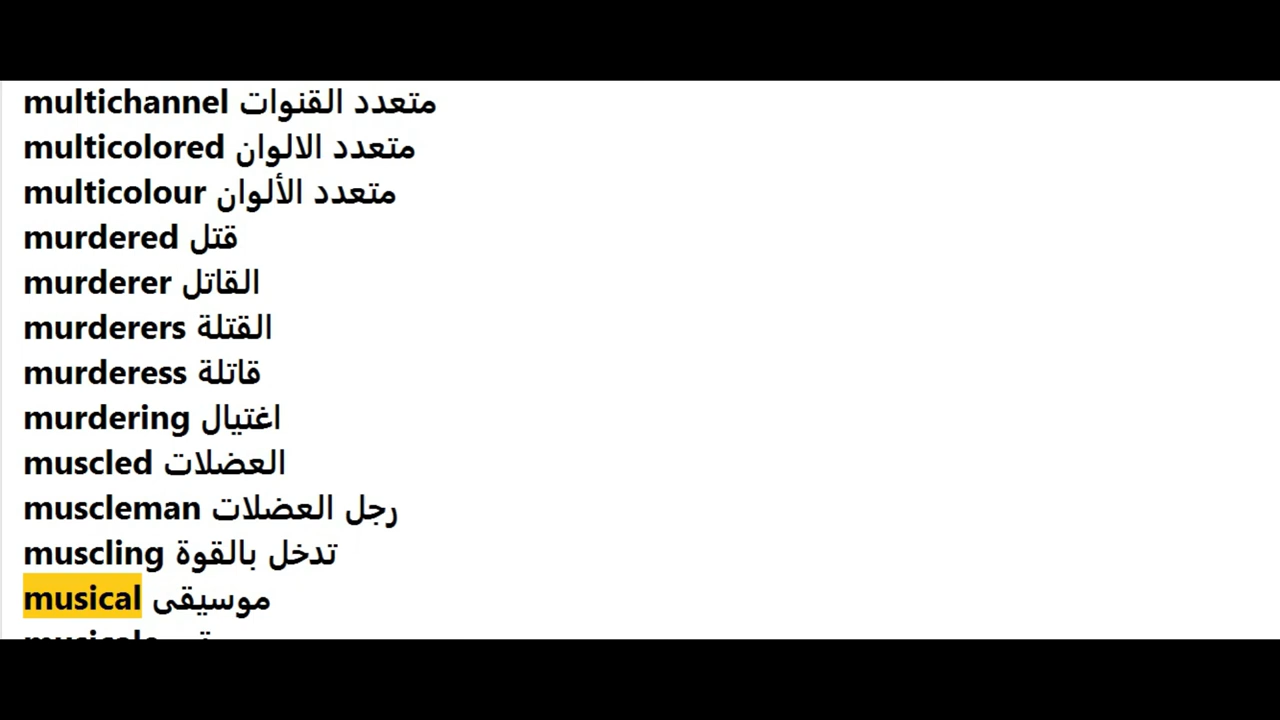 multichannel متعدد القنوات
multicolored متعدد الالوان
multicolour متعدد الألوان
murdered قتل
murderer القاتل
murderers القتلة
murderess قاتلة
murdering اغتيال
muscled العضلات
muscleman رجل العضلات
muscling تدخل بالقوة
musical موسيقى